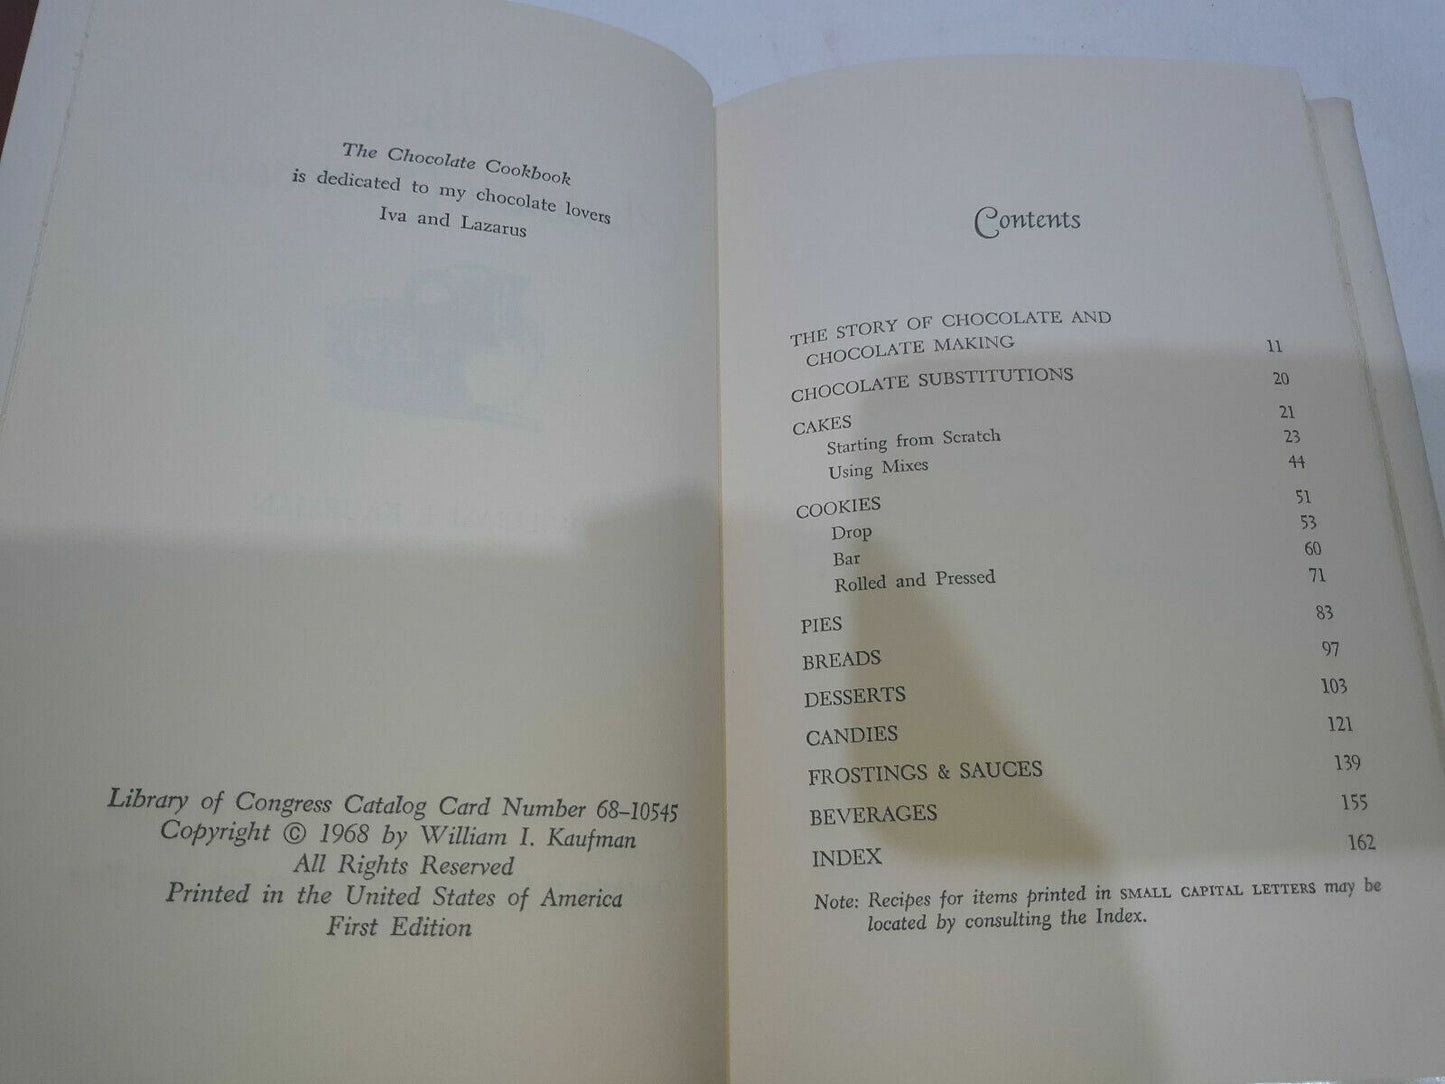 The Chocolate Cookbook
is dedicated to my chocolate lovers
Iva and Lazarus
Library of Congress Catalog Card Number 68–10545
Copyright © 1968 by William I. Kaufman
All Rights Reserved
Printed in the United States of America
First Edition
Contents
THE STORY OF CHOCOLATE AND
CHOCOLATE MAKING 11
CHOCOLATE SUBSTITUTIONS 20
CAKES 21
Starting from Scratch 23
Using Mixes 44
COOKIES 51
Drop 53
Bar 60
Rolled and Pressed 71
PIES 83
BREADS 97
DESSERTS 103
CANDIES 121
FROSTINGS & SAUCES 139
BEVERAGES 155
INDEX 162
Note: Recipes for items printed in SMALL CAPITAL LETTERS may be
located by consulting the Index.